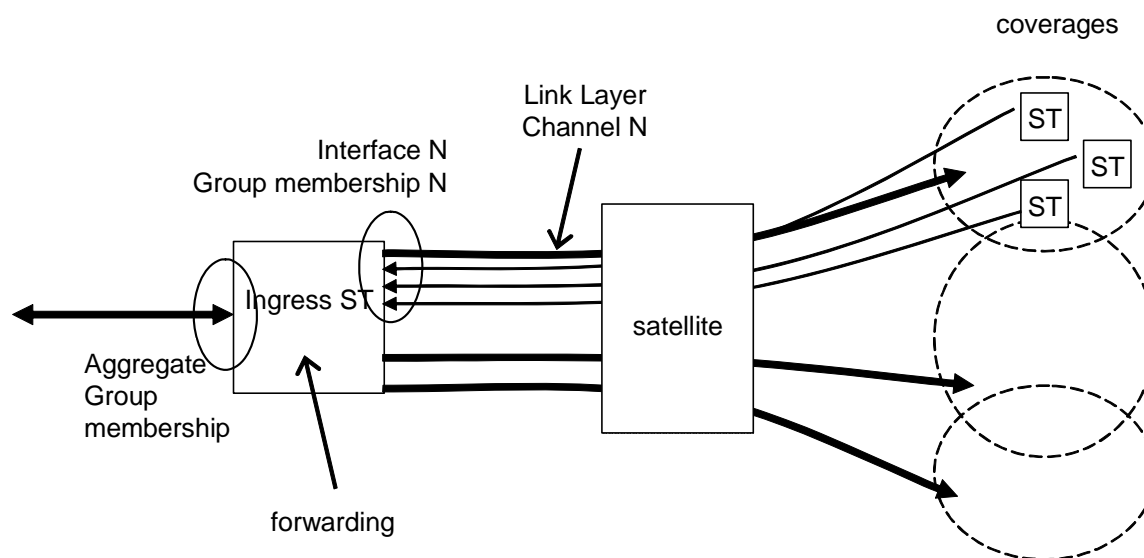 coverages
Link Layer
Channel N
ST
Interface N
Group membership N
ST
ST
Ingress ST
satellite
Aggregate
Group
membership
forwarding